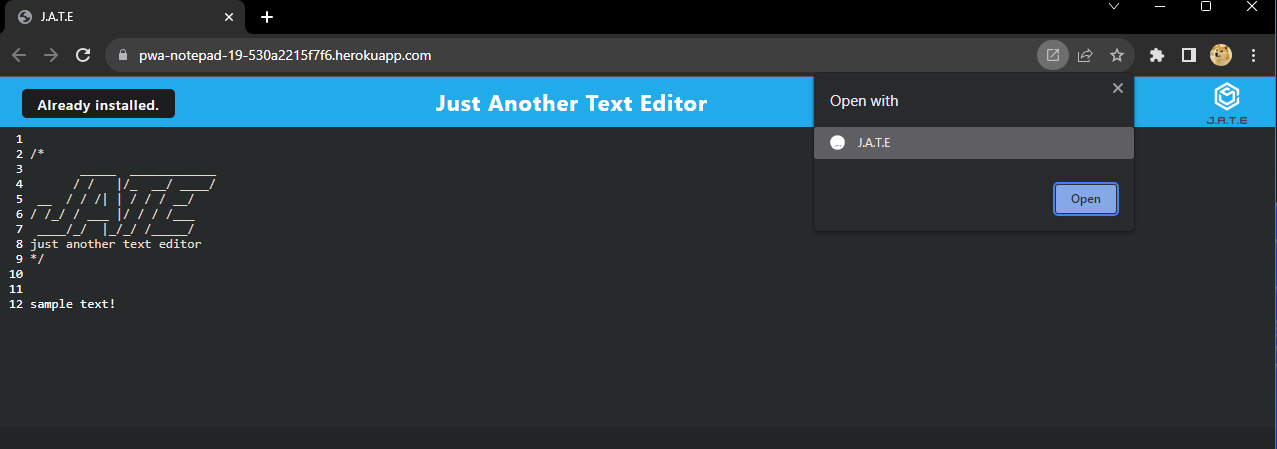 J.A.T.E
pwa-notepad-19-530a2215f7f6.herokuapp.com
Already installed.
Just Another Text Editor
J.A.T.E
Open with
J.A.T.E
Open
1
2 /*
3        _____  ____________
4       / /   |/_  __/ ____/
5  __  / / /| | / / / __/
6 / /_/ / ___ |/ / / /___
7  ____/_/  |_/_/ /_____/
8 just another text editor
9 */
10
11
12 sample text!